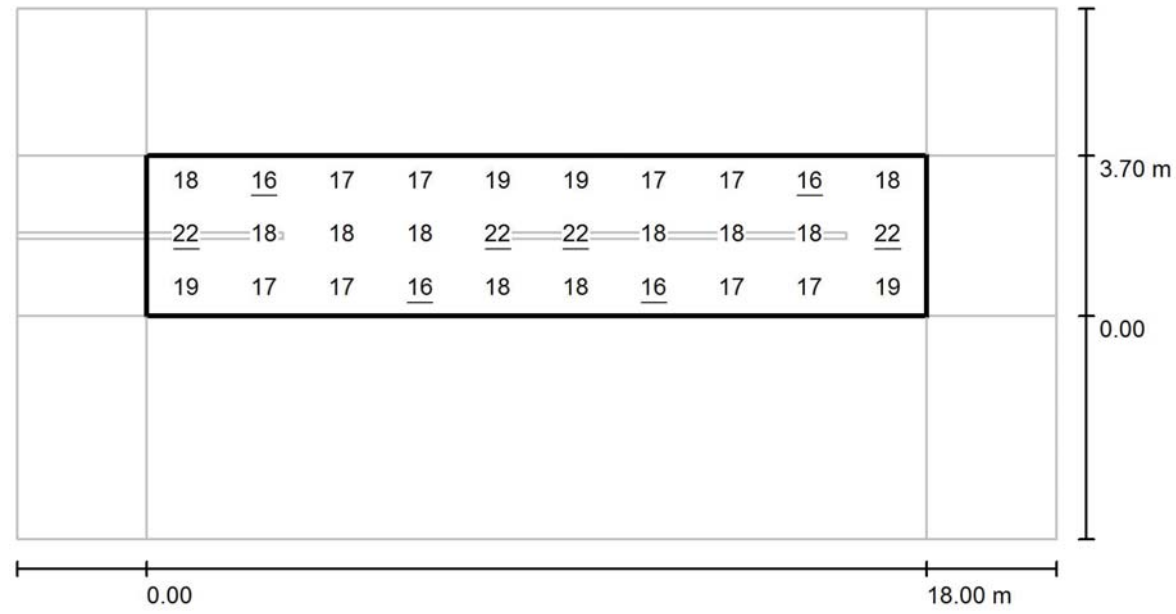 18 16 17 17 19 19 17 17 16 18
3.70 m
22 18 18 18 22 22 18 18 18 22
19 17 17 16 18 18 16 17 17 19
0.00
0.00 18.00 m